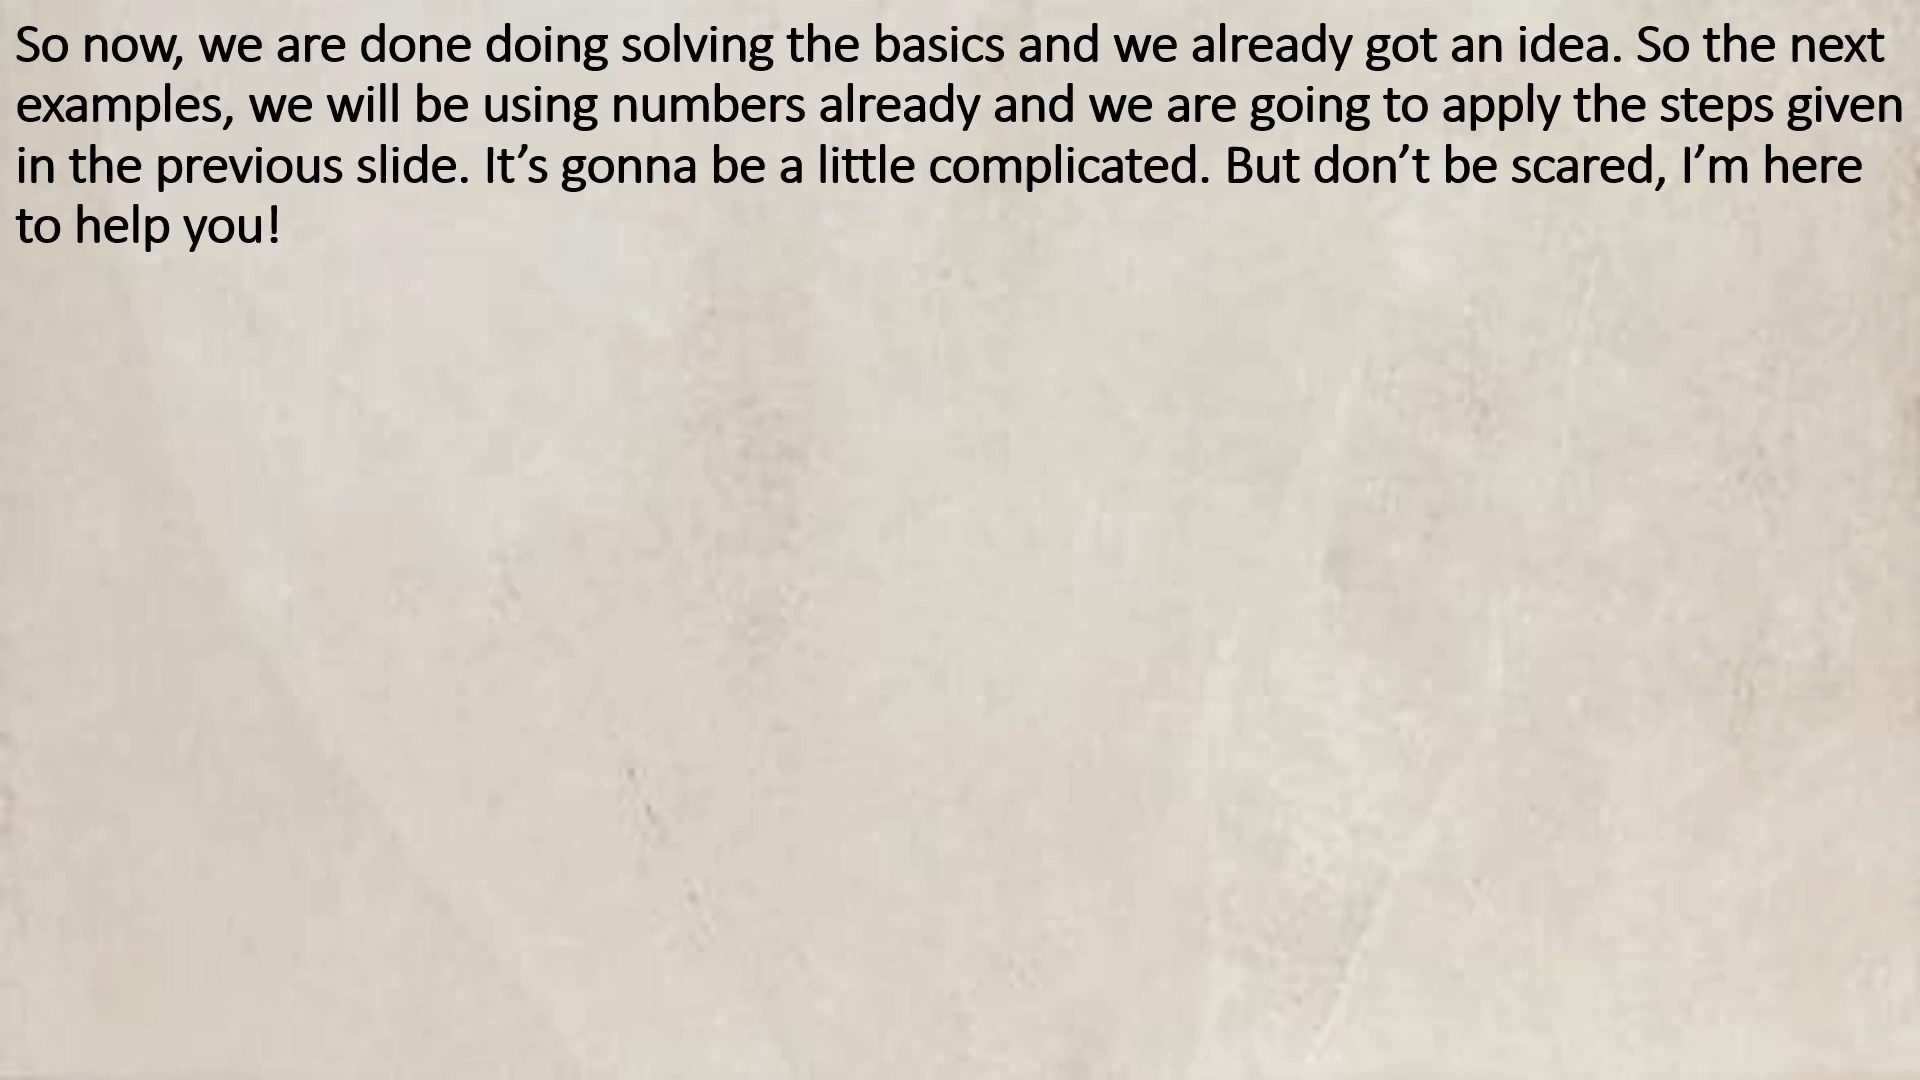 So now, we are done doing solving the basics and we already got an idea. So the next
examples, we will be using numbers already and we are going to apply the steps given
in the previous slide. It’s gonna be a little complicated. But don’t be scared, I’m here
to help you!